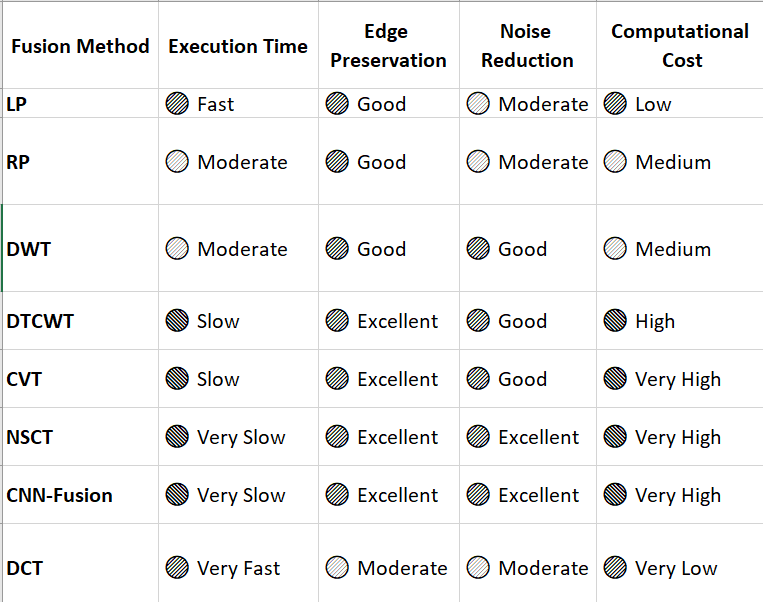 Fusion Method Execution Time Edge Preservation Noise Reduction Computational Cost
LP Fast Good Moderate Low
RP Moderate Good Moderate Medium
DWT Moderate Good Good Medium
DTCWT Slow Excellent Good High
CVT Slow Excellent Good Very High
NSCT Very Slow Excellent Excellent Very High
CNN-Fusion Very Slow Excellent Excellent Very High
DCT Very Fast Moderate Moderate Very Low